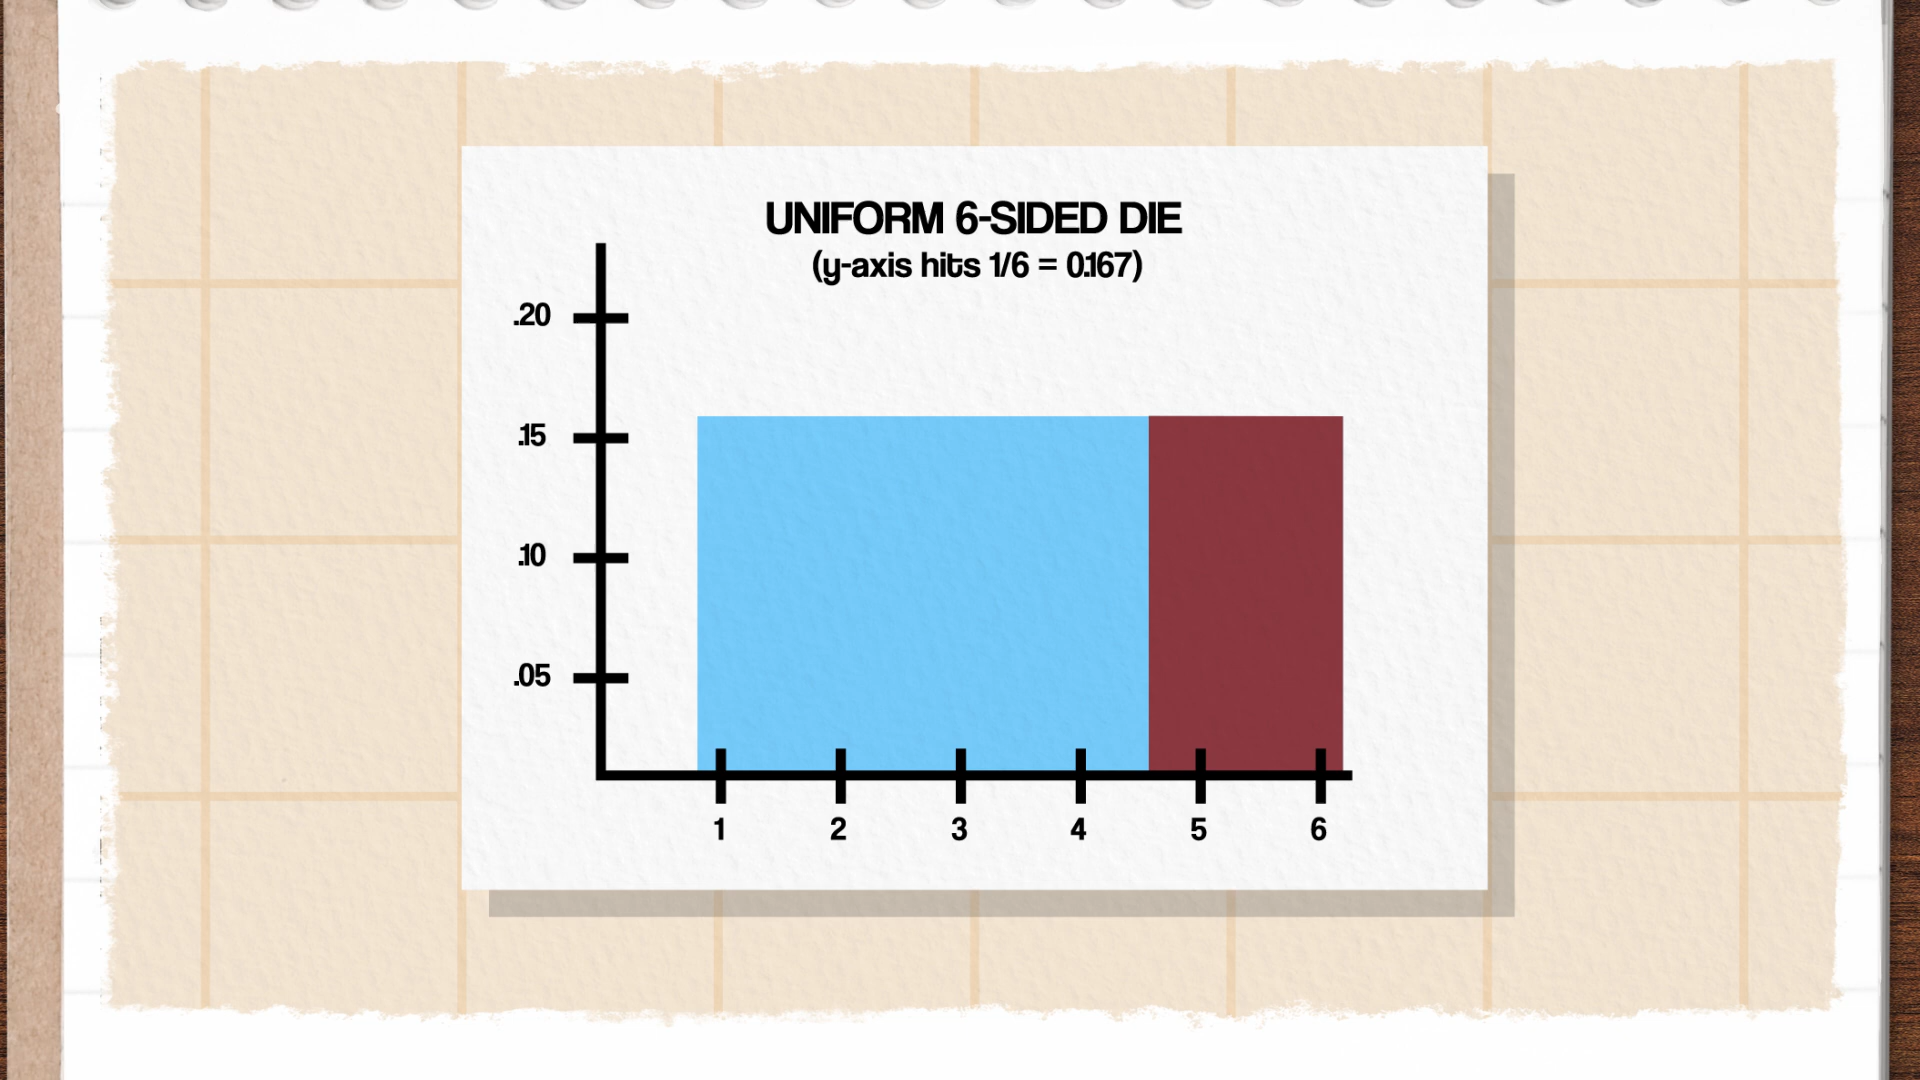 UNIFORM 6-SIDED DIE
(y-axis hits 1/6 = 0.167)
.20
.15
.10
.05
1 2 3 4 5 6